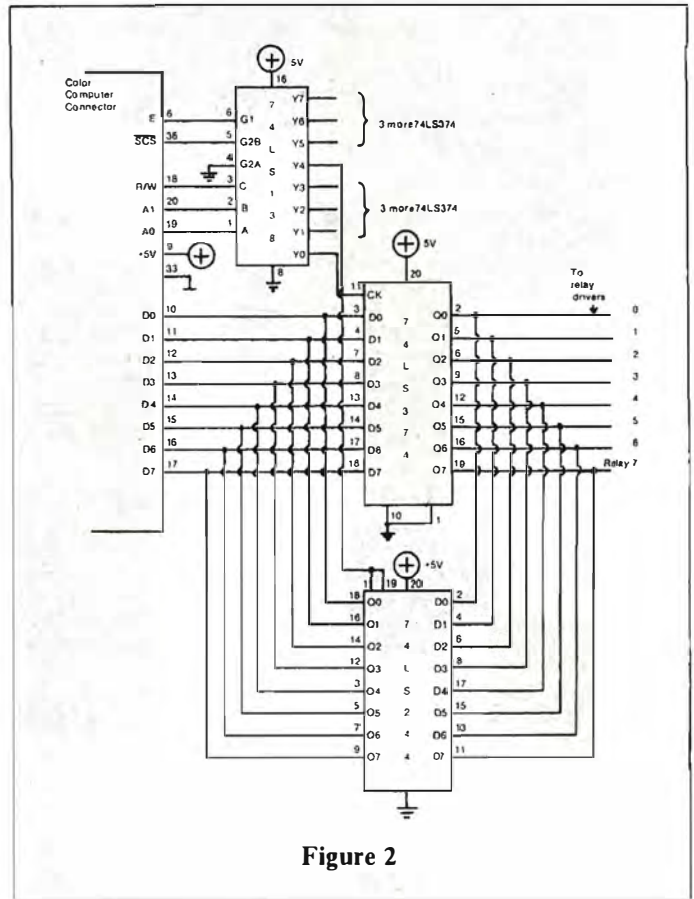 5V
16
Color
Computer
Connector
7 4 L S 1 3 8
E 6 6 G1 Y7
SCS 36 5 G2B Y6
4 G2A Y5
3 more 74LS374
Y4
R/W 18 3 C Y3
A1 20 2 B Y2
A0 19 1 A Y1
3 more 74LS374
Y0
+5V 9
33
8
5V
20
To
relay
drivers
11 CK
7 4 L S 3 7 4
D0 10 3 D0 O0 2 0
D1 11 4 D1 O1 5 1
D2 12 7 D2 O2 6 2
D3 13 8 D3 O3 9 3
D4 14 13 D4 O4 12 4
D5 15 14 D5 O5 15 5
D6 16 17 D6 O6 16 6
D7 17 18 D7 O7 19 Relay 7
10 1
+5V
1 19 20
7 4 L S 2 4 4
18 O0 D0 2
16 O1 D1 4
14 O2 D2 6
12 O3 D3 8
3 O4 D4 17
5 O5 D5 15
7 O6 D6 13
9 O7 O7 11
Figure 2